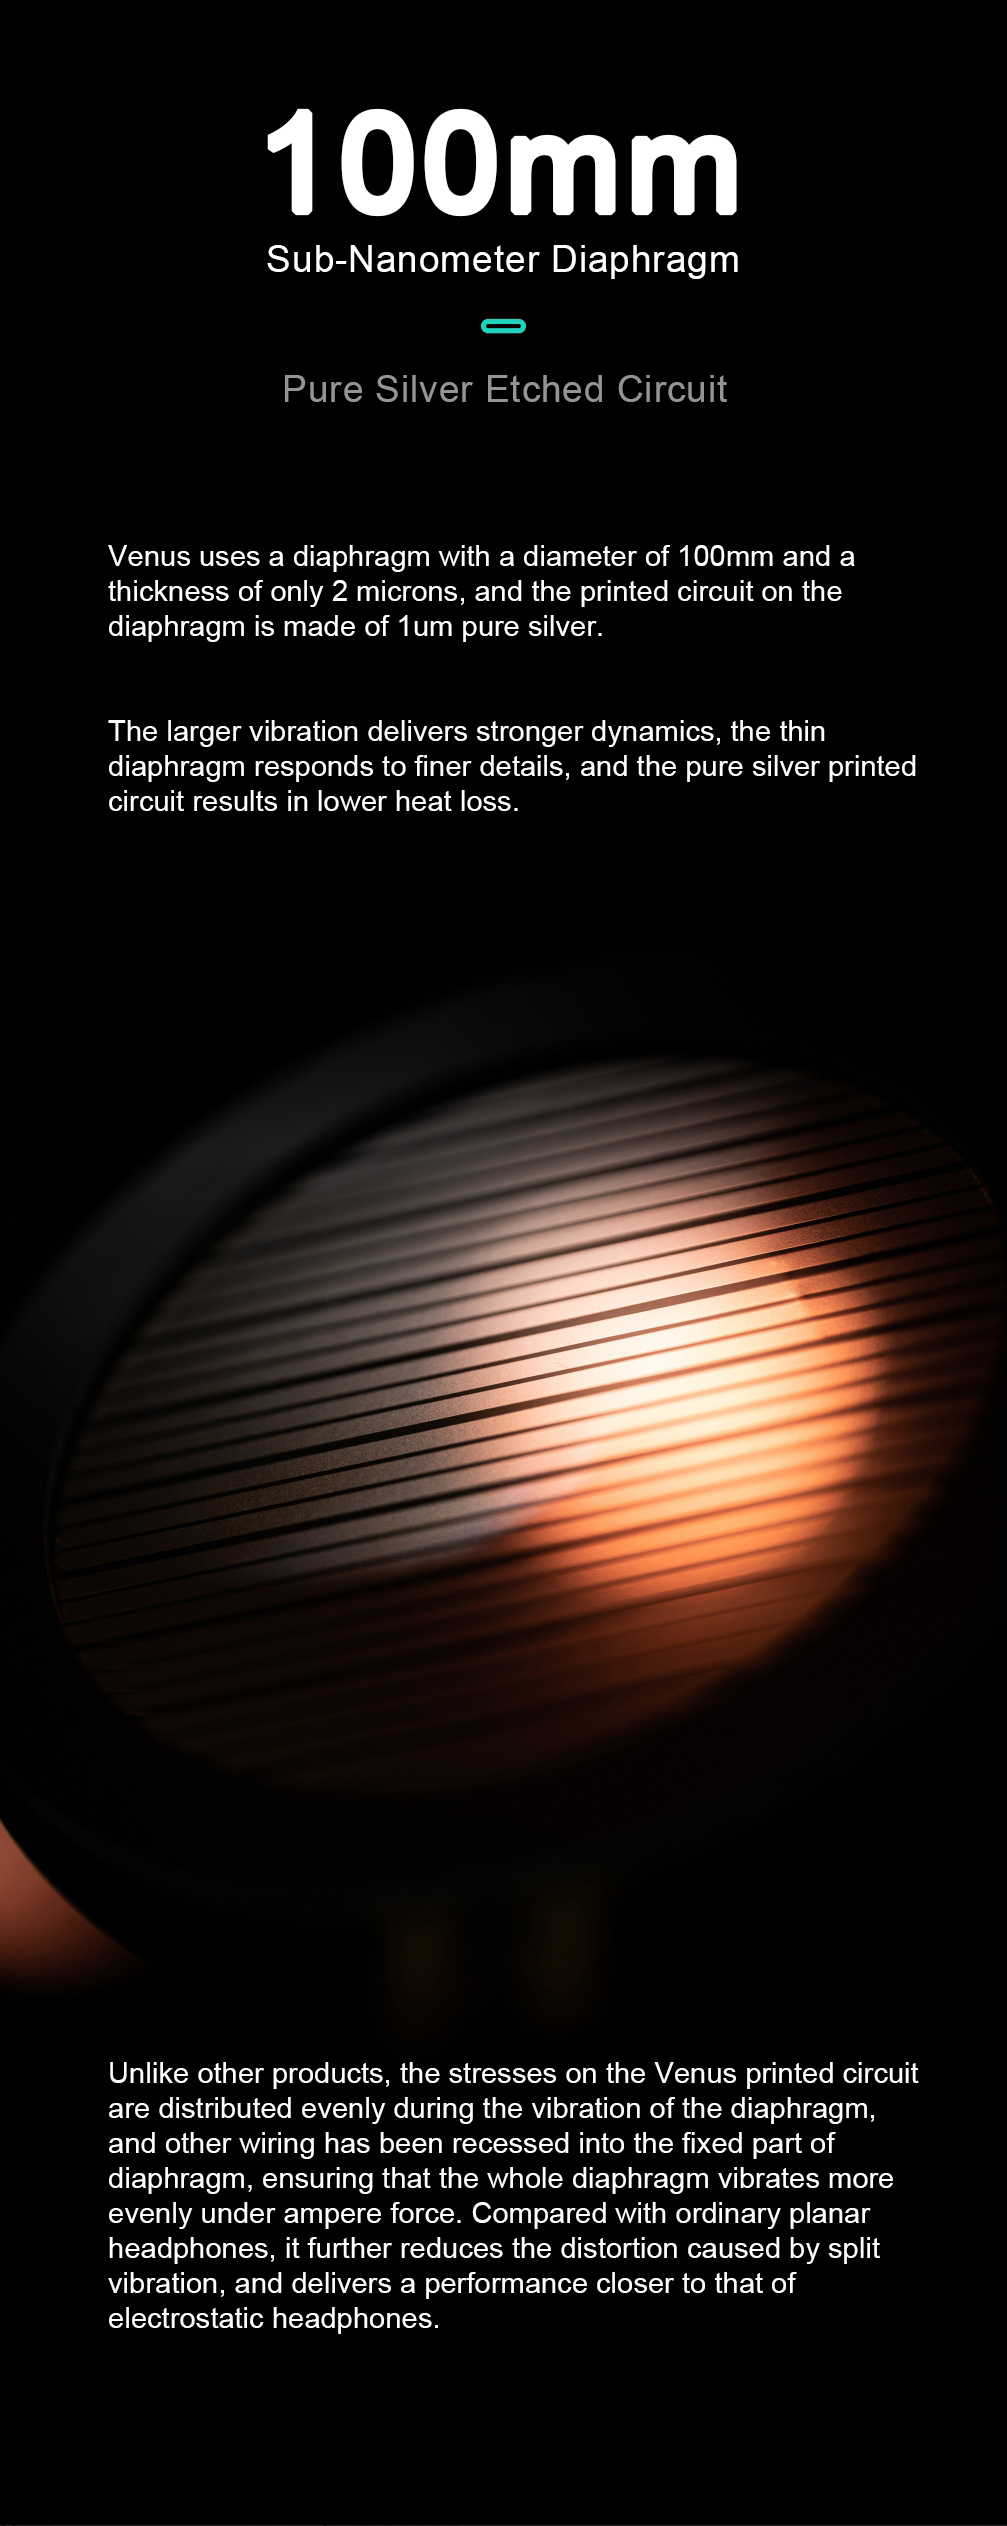 100mm
Sub-Nanometer Diaphragm
Pure Silver Etched Circuit
Venus uses a diaphragm with a diameter of 100mm and a
thickness of only 2 microns, and the printed circuit on the
diaphragm is made of 1um pure silver.
The larger vibration delivers stronger dynamics, the thin
diaphragm responds to finer details, and the pure silver printed
circuit results in lower heat loss.
Unlike other products, the stresses on the Venus printed circuit
are distributed evenly during the vibration of the diaphragm,
and other wiring has been recessed into the fixed part of
diaphragm, ensuring that the whole diaphragm vibrates more
evenly under ampere force. Compared with ordinary planar
headphones, it further reduces the distortion caused by split
vibration, and delivers a performance closer to that of
electrostatic headphones.